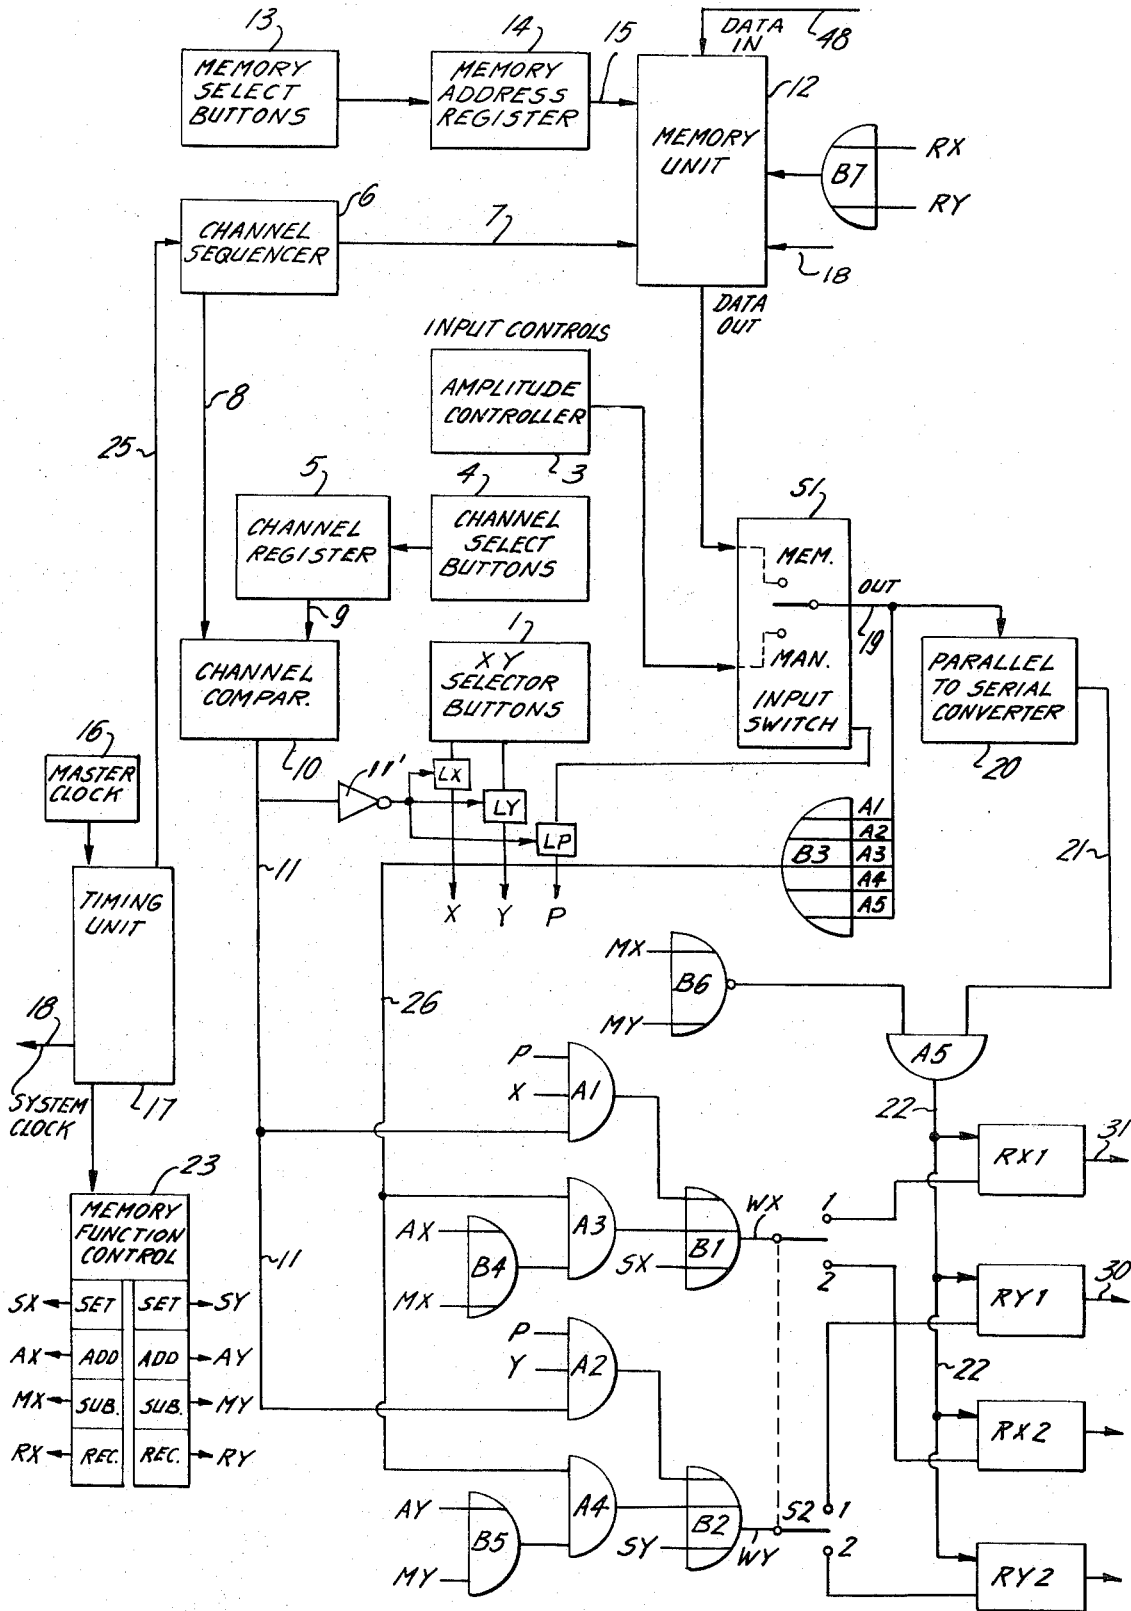 13
MEMORY
SELECT
BUTTONS
14
MEMORY
ADDRESS
REGISTER
15
DATA
IN
48
12
MEMORY
UNIT
B7
RX
RY
18
6
CHANNEL
SEQUENCER
7
DATA
OUT
8
25
INPUT CONTROLS
AMPLITUDE
CONTROLLER
3
5
CHANNEL
REGISTER
9
4
CHANNEL
SELECT
BUTTONS
S1
MEM.
MAN.
INPUT
SWITCH
OUT
19
PARALLEL
TO SERIAL
CONVERTER
20
21
CHANNEL
COMPAR.
10
1
X Y
SELECTOR
BUTTONS
16
MASTER
CLOCK
11'
LX
LY
LP
X
Y
P
B3
A1
A2
A3
A4
A5
11
TIMING
UNIT
17
18
SYSTEM
CLOCK
26
MX
MY
B6
A5
22
P
X
A1
RX1
31
23
MEMORY
FUNCTION
CONTROL
11
AX
MX
B4
A3
SX
B1
WX
1
2
RY1
30
22
SX
SET
SET
SY
AX
ADD
ADD
AY
MX
SUB.
SUB.
MY
RX
REC.
REC.
RY
P
Y
A2
RX2
AY
MY
B5
A4
SY
B2
WY
S2
1
2
RY2